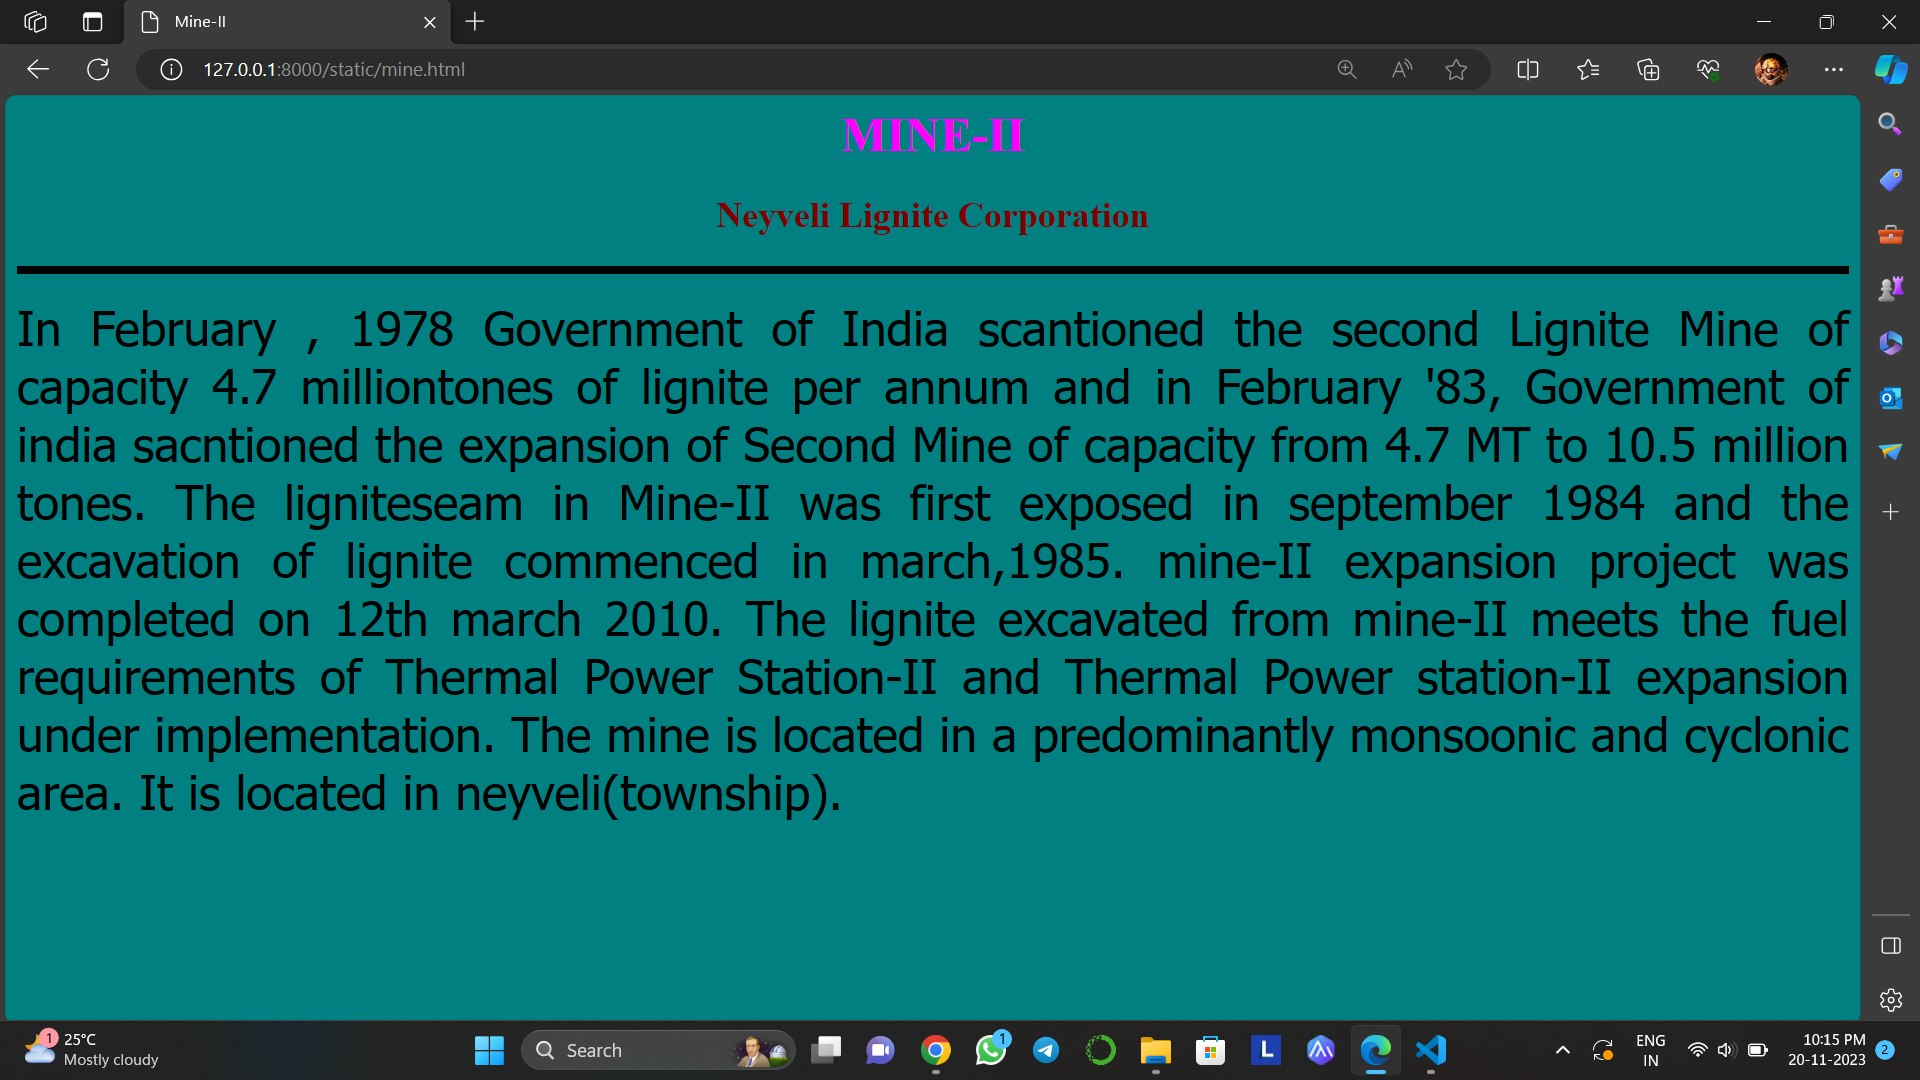 Mine-II
127.0.0.1:8000/static/mine.html
MINE-II
Neyveli Lignite Corporation
In February , 1978 Government of India scantioned the second Lignite Mine of
capacity 4.7 milliontones of lignite per annum and in February '83, Government of
india sacntioned the expansion of Second Mine of capacity from 4.7 MT to 10.5 million
tones. The ligniteseam in Mine-II was first exposed in september 1984 and the
excavation of lignite commenced in march,1985. mine-II expansion project was
completed on 12th march 2010. The lignite excavated from mine-II meets the fuel
requirements of Thermal Power Station-II and Thermal Power station-II expansion
under implementation. The mine is located in a predominantly monsoonic and cyclonic
area. It is located in neyveli(township).
1
25°C
Mostly cloudy
Search
1
L
ENG
IN
10:15 PM
20-11-2023
2